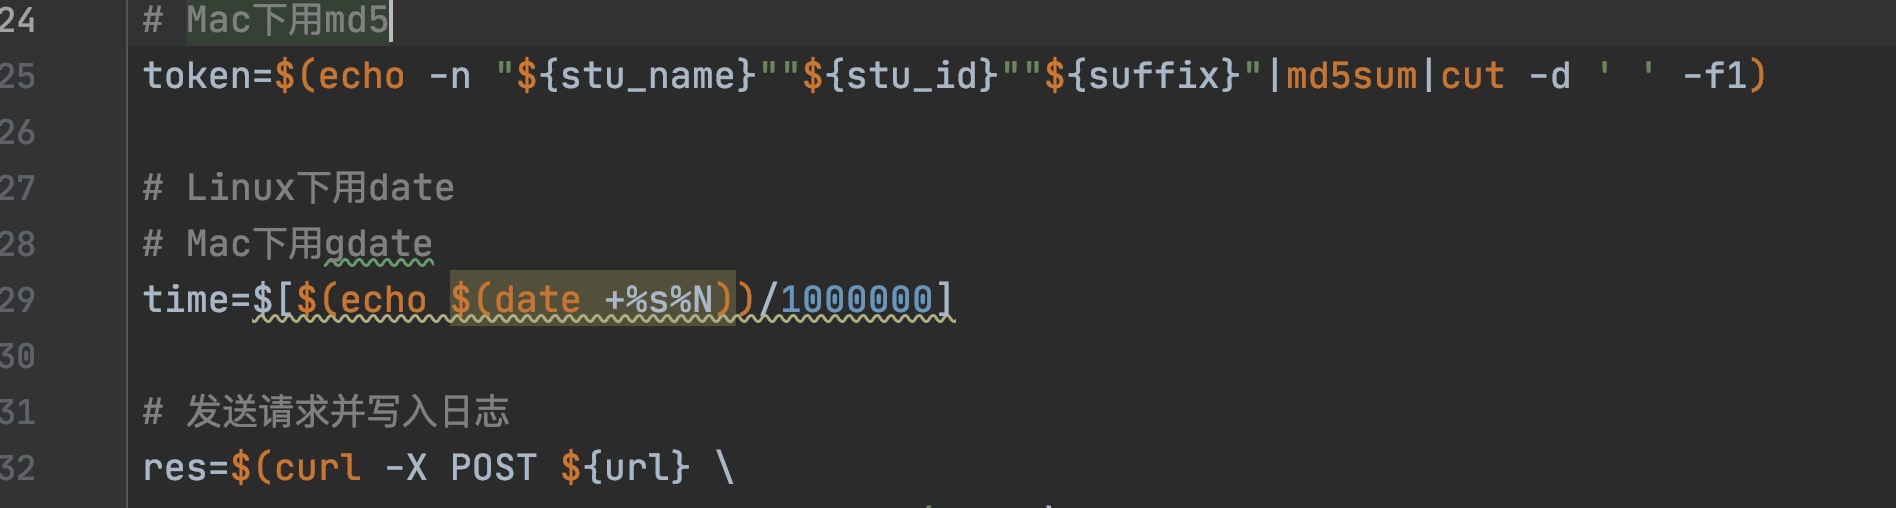 24 # Mac下用md5
25 token=$(echo -n "${stu_name}""${stu_id}""${suffix}"|md5sum|cut -d ' ' -f1)
26
27 # Linux下用date
28 # Mac下用gdate
29 time=$[$(echo $(date +%s%N))/1000000]
30
31 # 发送请求并写入日志
32 res=$(curl -X POST ${url} \